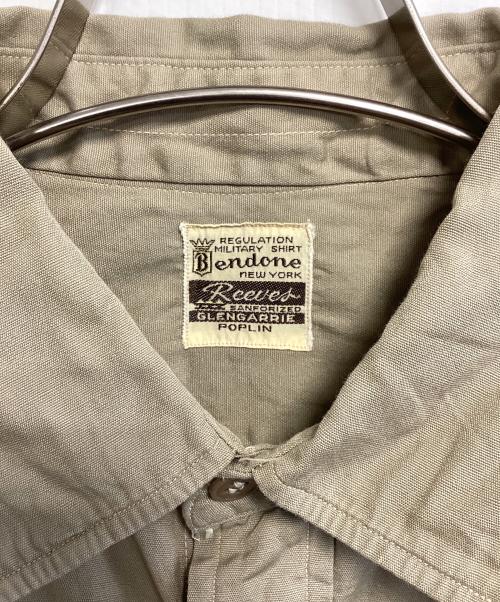 REGULATION
MILITARY SHIRT
Bendone
NEW YORK
Reeves
SANFORIZED
GLENGARRIE
POPLIN